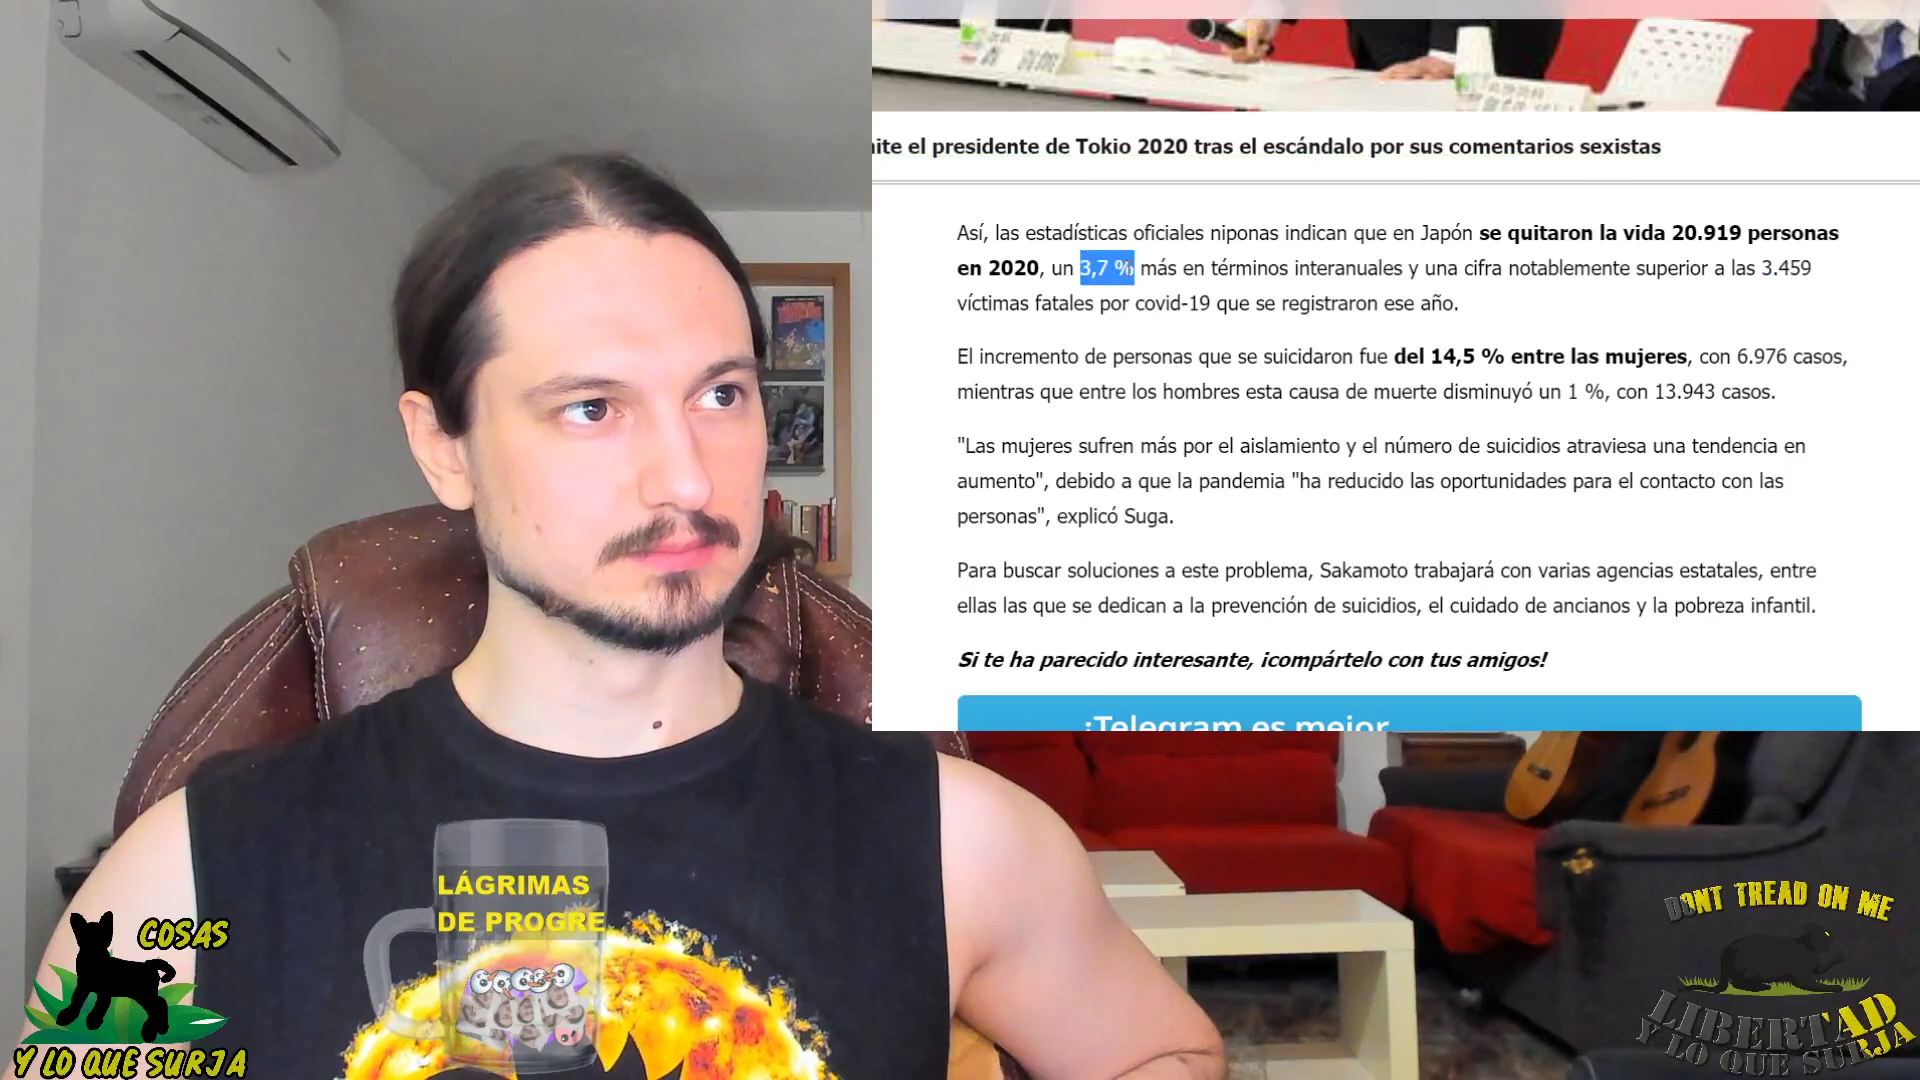 ite el presidente de Tokio 2020 tras el escándalo por sus comentarios sexistas
Así, las estadísticas oficiales niponas indican que en Japón se quitaron la vida 20.919 personas
en 2020, un 3,7 % más en términos interanuales y una cifra notablemente superior a las 3.459
víctimas fatales por covid-19 que se registraron ese año.
El incremento de personas que se suicidaron fue del 14,5 % entre las mujeres, con 6.976 casos,
mientras que entre los hombres esta causa de muerte disminuyó un 1 %, con 13.943 casos.
"Las mujeres sufren más por el aislamiento y el número de suicidios atraviesa una tendencia en
aumento", debido a que la pandemia "ha reducido las oportunidades para el contacto con las
personas", explicó Suga.
Para buscar soluciones a este problema, Sakamoto trabajará con varias agencias estatales, entre
ellas las que se dedican a la prevención de suicidios, el cuidado de ancianos y la pobreza infantil.
Si te ha parecido interesante, ¡compártelo con tus amigos!
¡Telegram es mejor
LÁGRIMAS
DE PROGRE
COSAS
Y LO QUE SURJA
DONT TREAD ON ME
LIBERTAD
Y LO QUE SURJA